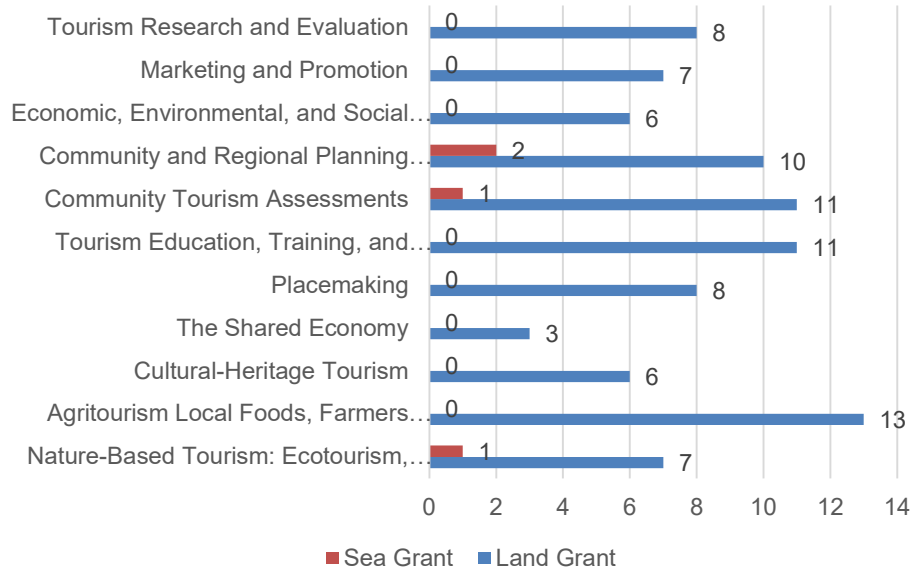 Tourism Research and Evaluation 0 8
Marketing and Promotion 0 7
Economic, Environmental, and Social… 0 6
Community and Regional Planning… 2 10
Community Tourism Assessments 1 11
Tourism Education, Training, and… 0 11
Placemaking 0 8
The Shared Economy 0 3
Cultural-Heritage Tourism 0 6
Agritourism Local Foods, Farmers… 0 13
Nature-Based Tourism: Ecotourism,… 1 7
0 2 4 6 8 10 12 14
Sea Grant Land Grant